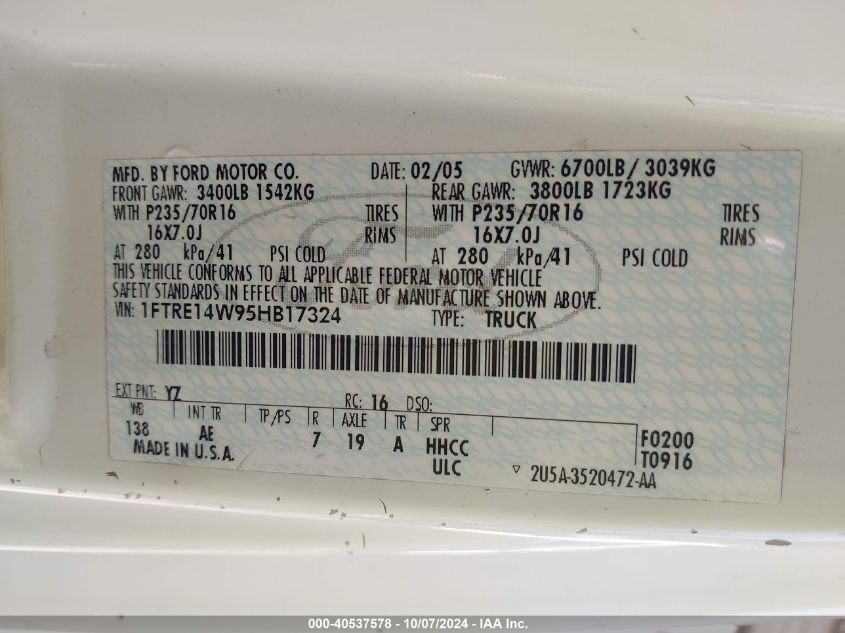 MFD. BY FORD MOTOR CO. DATE: 02/05 GVWR: 6700LB / 3039KG
FRONT GAWR: 3400LB 1542KG REAR GAWR: 3800LB 1723KG
WITH P235/70R16 TIRES WITH P235/70R16 TIRES
16X7.0J RIMS 16X7.0J RIMS
AT 280 kPa/41 PSI COLD AT 280 kPa/41 PSI COLD
THIS VEHICLE CONFORMS TO ALL APPLICABLE FEDERAL MOTOR VEHICLE
SAFETY STANDARDS IN EFFECT ON THE DATE OF MANUFACTURE SHOWN ABOVE.
VIN: 1FTRE14W95HB17324 TYPE: TRUCK
EXT PNT: YZ RC: 16 DSO:
WB INT TR TP/PS R AXLE TR SPR
138 AE 7 19 A HHCC F0200
MADE IN U.S.A. ULC T0916
2U5A-3520472-AA
000-40537578 - 10/07/2024 - IAA Inc.